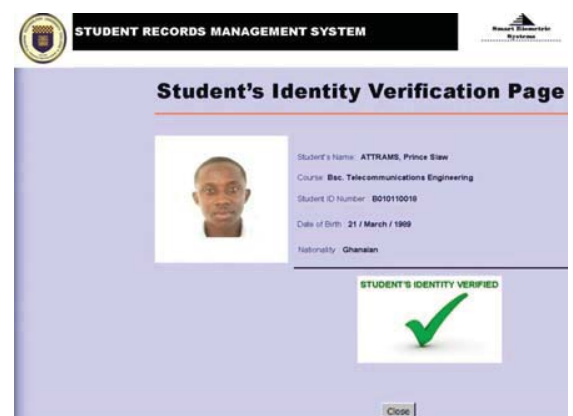 STUDENT RECORDS MANAGEMENT SYSTEM
Smart Biometric
Systems
Student's Identity Verification Page
Student's Name: ATTRAMS, Prince Siaw
Course: Bsc. Telecommunications Engineering
Student ID Number : B010110018
Date of Birth : 21 / March / 1989
Nationality : Ghanaian
STUDENT'S IDENTITY VERIFIED
Close